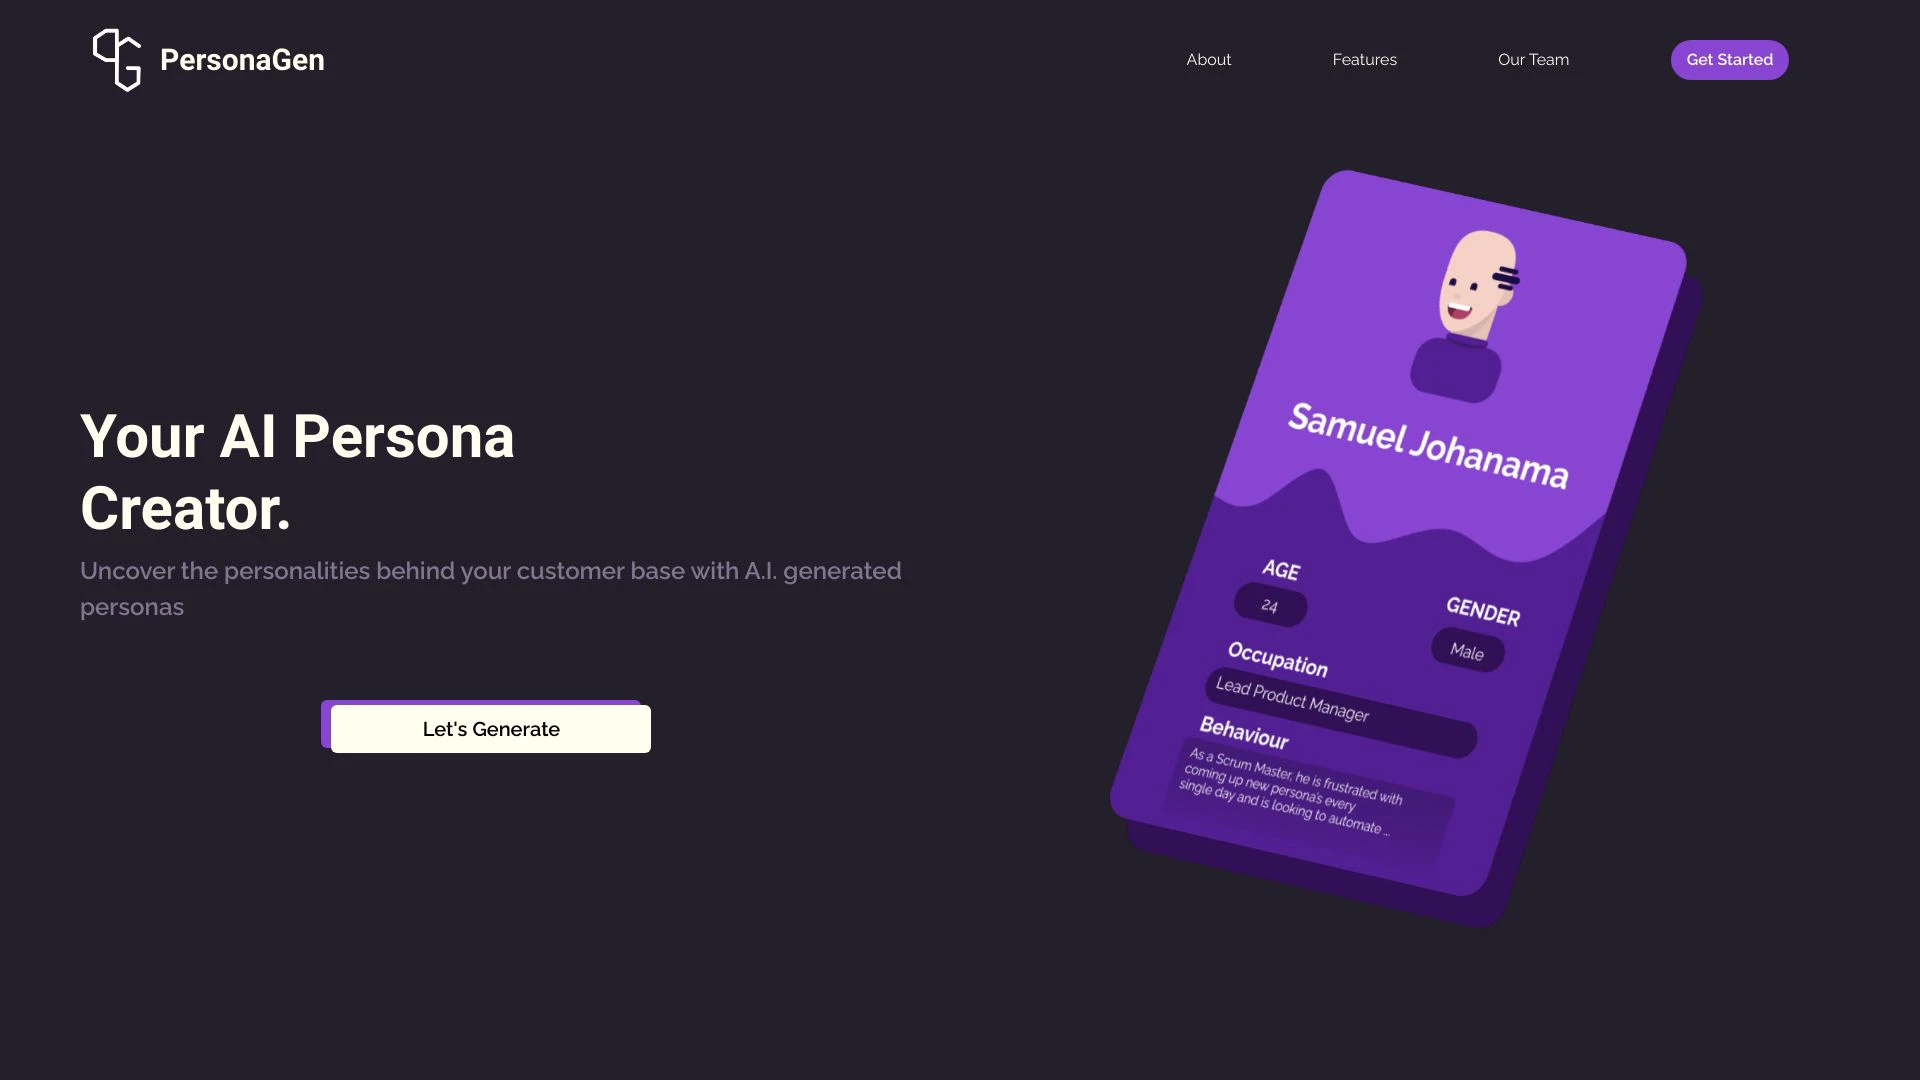 PersonaGen
About
Features
Our Team
Get Started
Your AI Persona
Creator.
Uncover the personalities behind your customer base with A.I. generated
personas
Let's Generate
Samuel Johanama
AGE
24
GENDER
Male
Occupation
Lead Product Manager
Behaviour
As a Scrum Master, he is frustrated with
coming up new persona's every
single day and is looking to automate ...